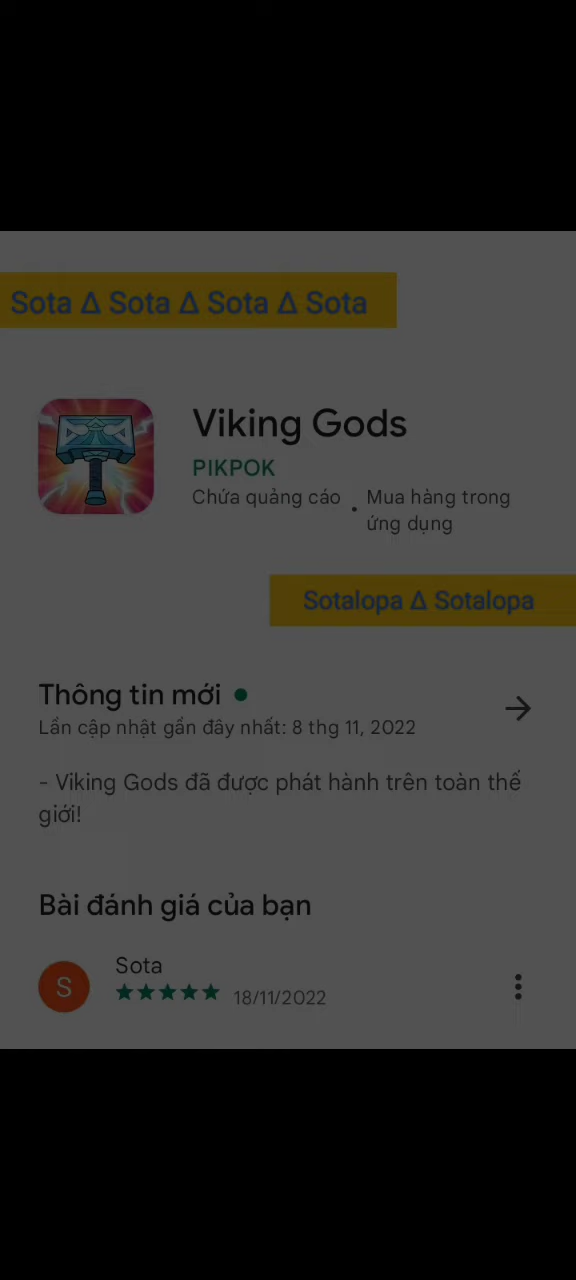 Sota Δ Sota Δ Sota Δ Sota
Viking Gods
PIKPOK
Chứa quảng cáo • Mua hàng trong
ứng dụng
Sotalopa Δ Sotalopa
Thông tin mới
Lần cập nhật gần đây nhất: 8 thg 11, 2022
- Viking Gods đã được phát hành trên toàn thế
giới!
Bài đánh giá của bạn
S
Sota
18/11/2022